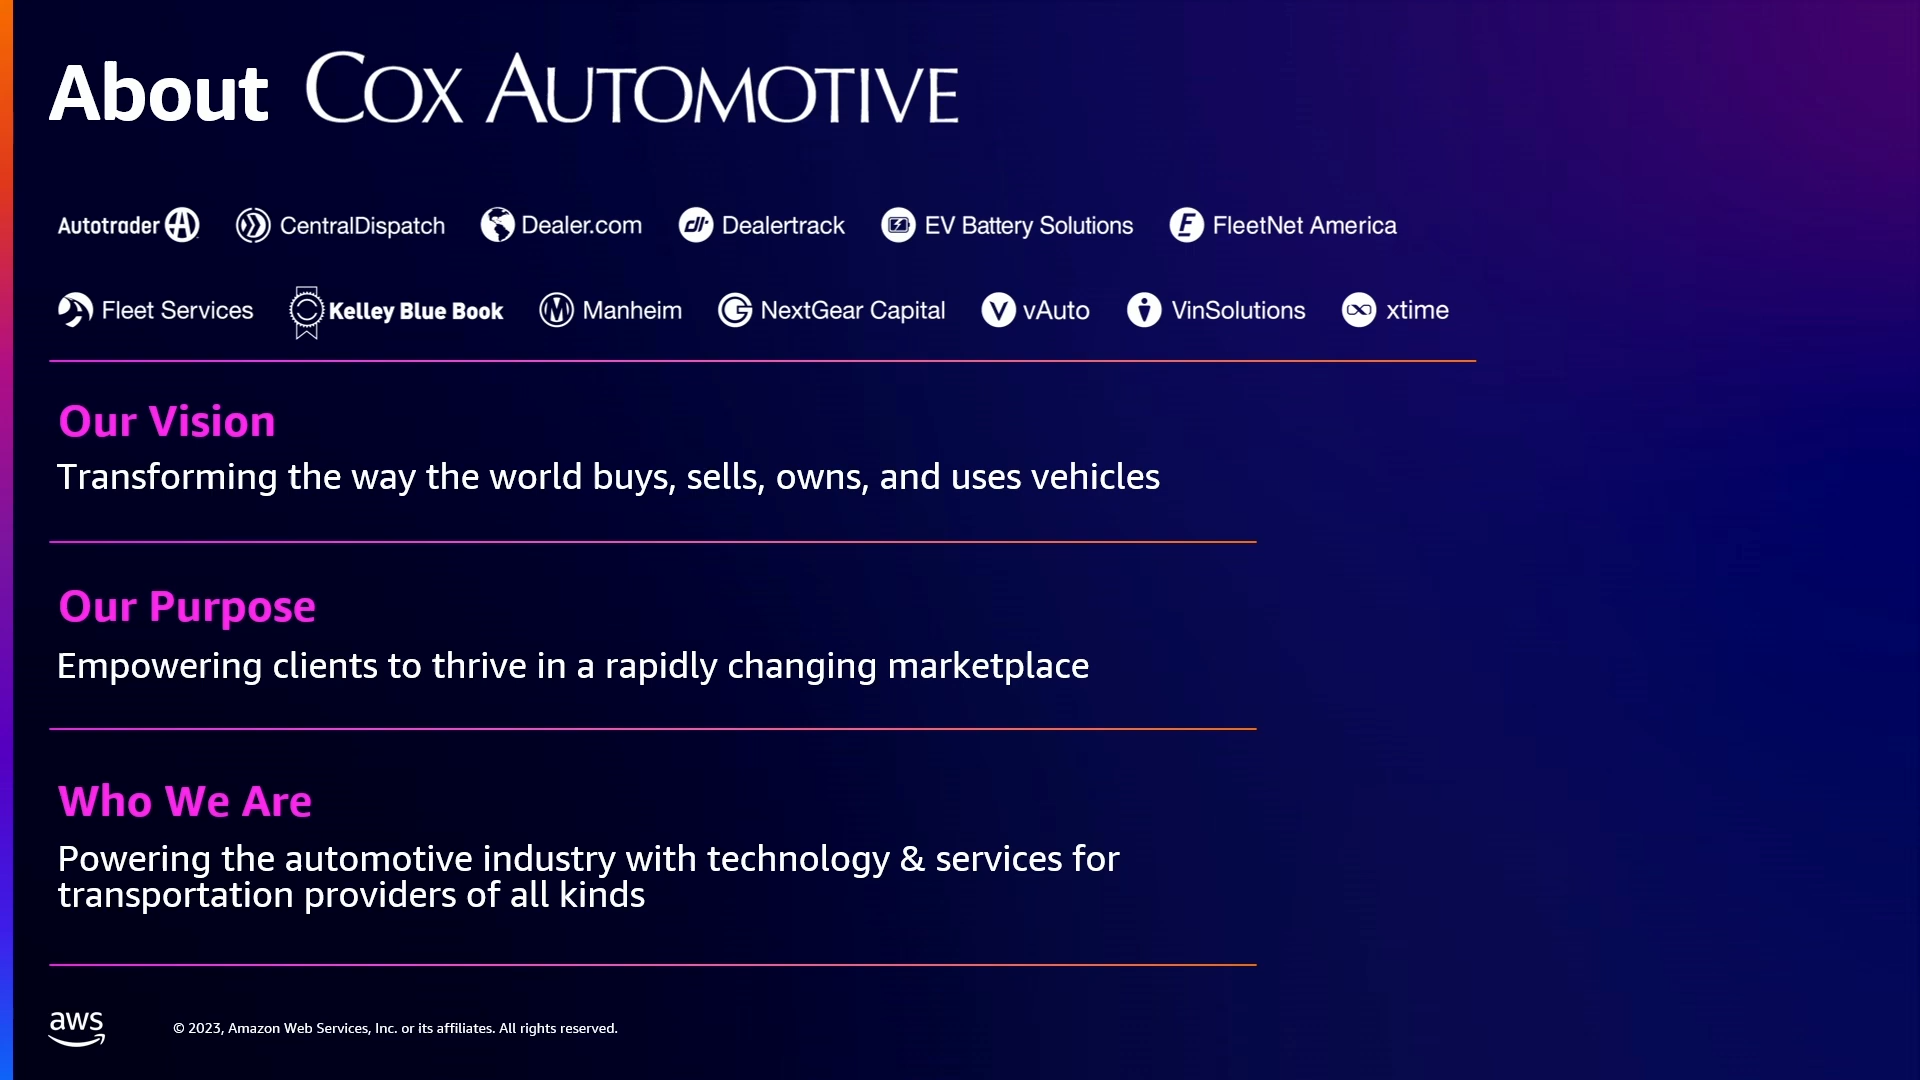 About COX AUTOMOTIVE
Autotrader CentralDispatch Dealer.com Dealertrack EV Battery Solutions FleetNet America
Fleet Services Kelley Blue Book Manheim NextGear Capital vAuto VinSolutions xtime
Our Vision
Transforming the way the world buys, sells, owns, and uses vehicles
Our Purpose
Empowering clients to thrive in a rapidly changing marketplace
Who We Are
Powering the automotive industry with technology & services for
transportation providers of all kinds
aws © 2023, Amazon Web Services, Inc. or its affiliates. All rights reserved.